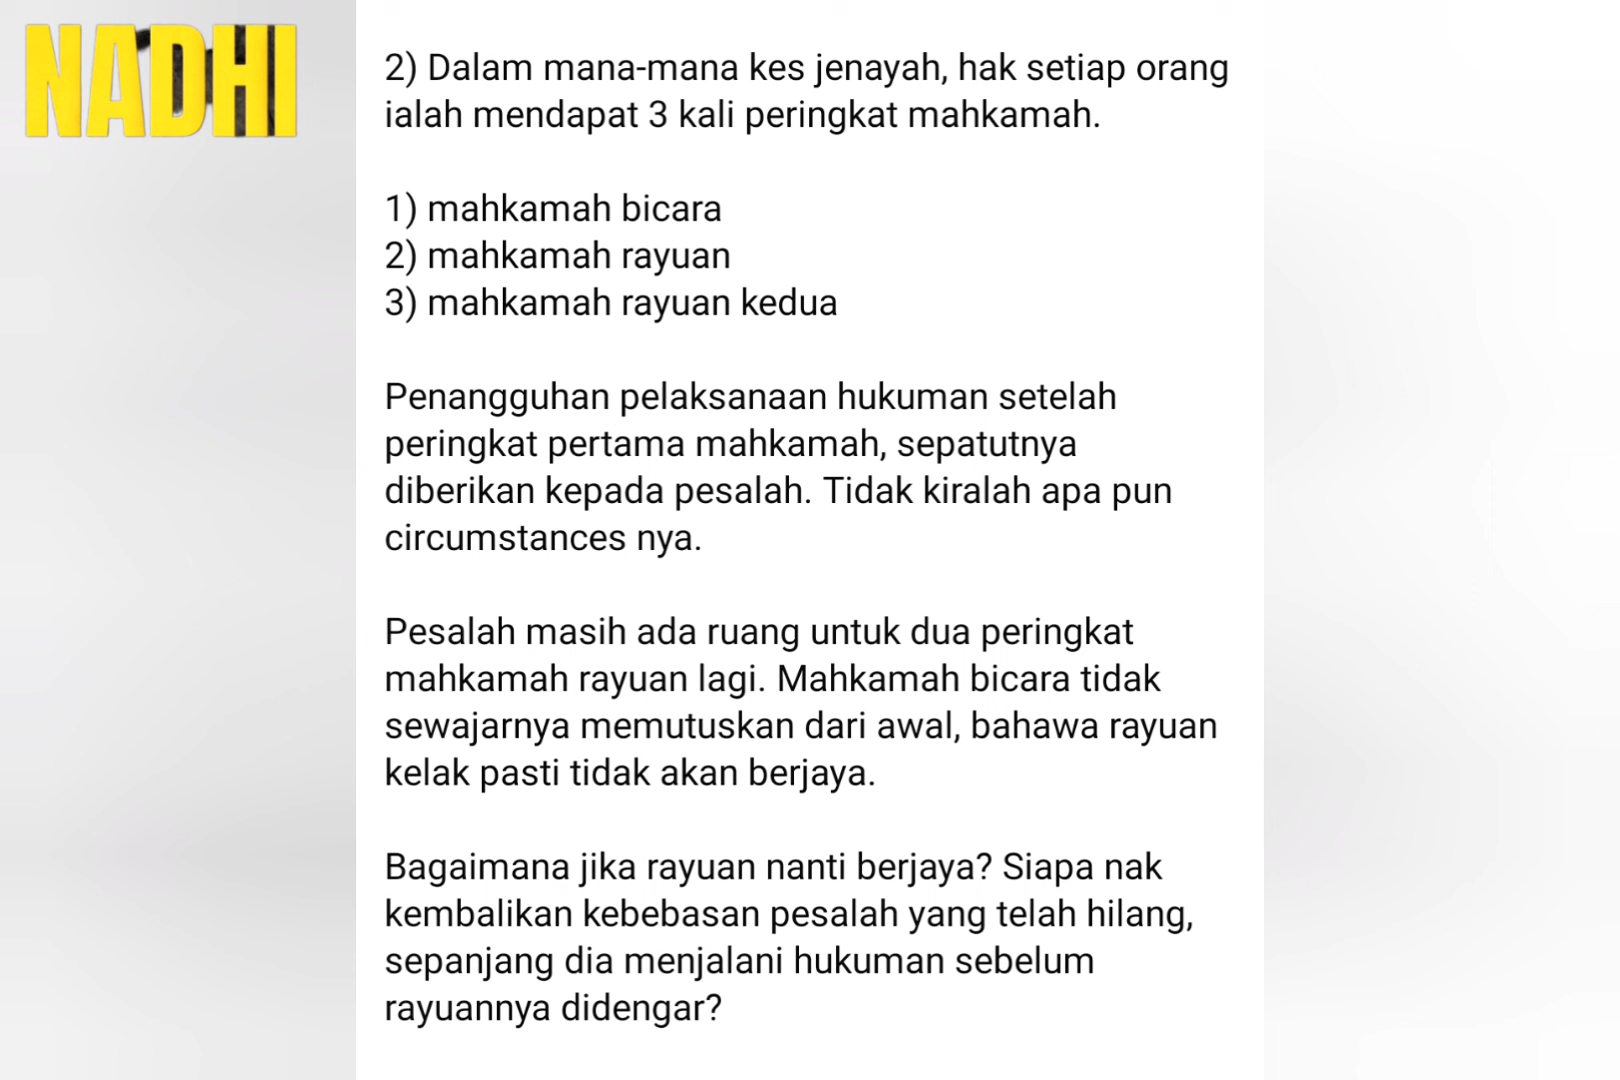 NADHI
2) Dalam mana-mana kes jenayah, hak setiap orang
ialah mendapat 3 kali peringkat mahkamah.
1) mahkamah bicara
2) mahkamah rayuan
3) mahkamah rayuan kedua
Penangguhan pelaksanaan hukuman setelah
peringkat pertama mahkamah, sepatutnya
diberikan kepada pesalah. Tidak kiralah apa pun
circumstances nya.
Pesalah masih ada ruang untuk dua peringkat
mahkamah rayuan lagi. Mahkamah bicara tidak
sewajarnya memutuskan dari awal, bahawa rayuan
kelak pasti tidak akan berjaya.
Bagaimana jika rayuan nanti berjaya? Siapa nak
kembalikan kebebasan pesalah yang telah hilang,
sepanjang dia menjalani hukuman sebelum
rayuannya didengar?